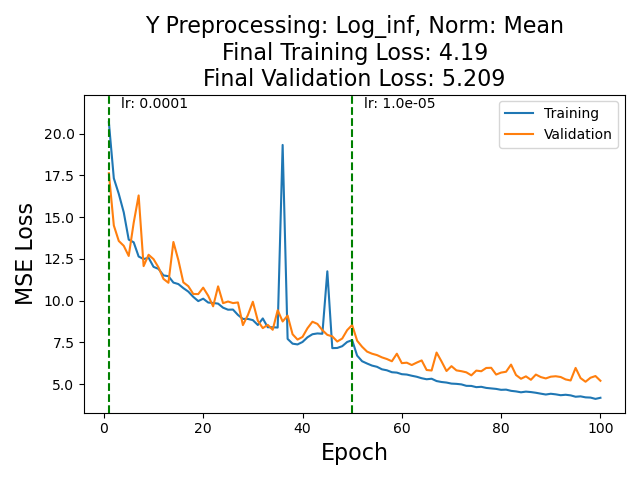 Y Preprocessing: Log_inf, Norm: Mean
Final Training Loss: 4.19
Final Validation Loss: 5.209
lr: 0.0001
lr: 1.0e-05
Training
Validation
20.0
17.5
15.0
12.5
10.0
7.5
5.0
MSE Loss
0
20
40
60
80
100
Epoch